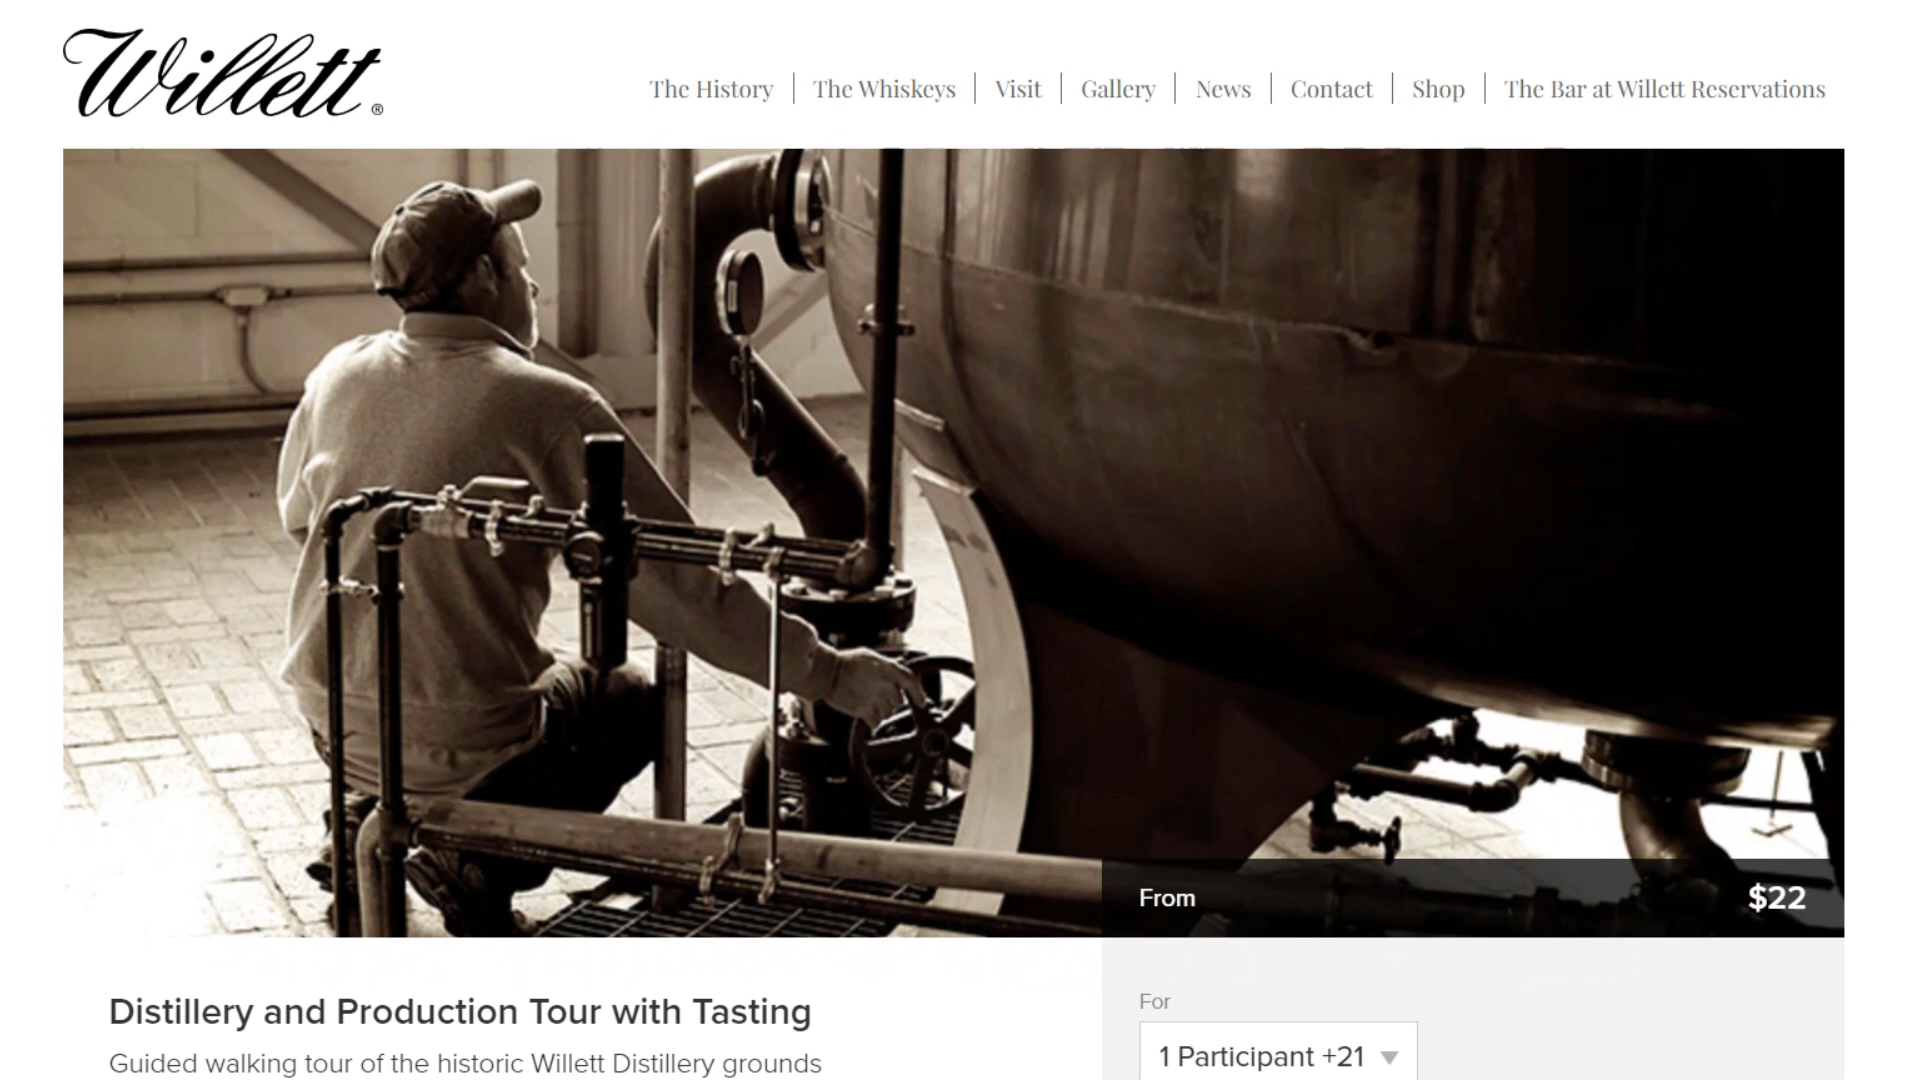 Willett®
The History | The Whiskeys | Visit | Gallery | News | Contact | Shop | The Bar at Willett Reservations
From $22
Distillery and Production Tour with Tasting
Guided walking tour of the historic Willett Distillery grounds
For
1 Participant +21